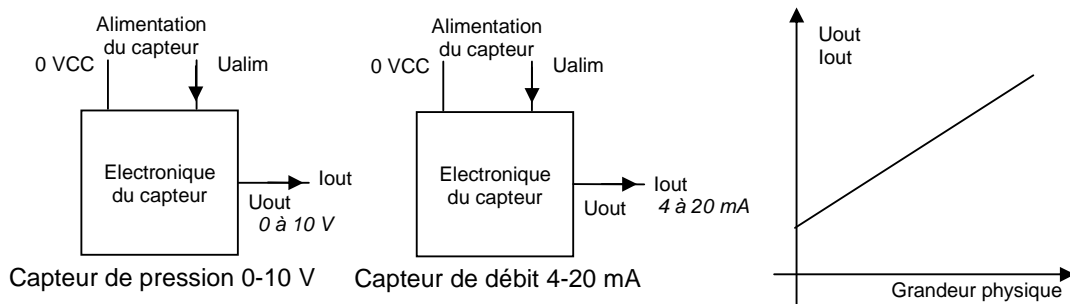 Alimentation
du capteur
0 VCC
Ualim
Electronique
du capteur
Iout
Uout
0 à 10 V
Capteur de pression 0-10 V
Alimentation
du capteur
0 VCC
Ualim
Electronique
du capteur
Iout
Uout
4 à 20 mA
Capteur de débit 4-20 mA
Uout
Iout
Grandeur physique